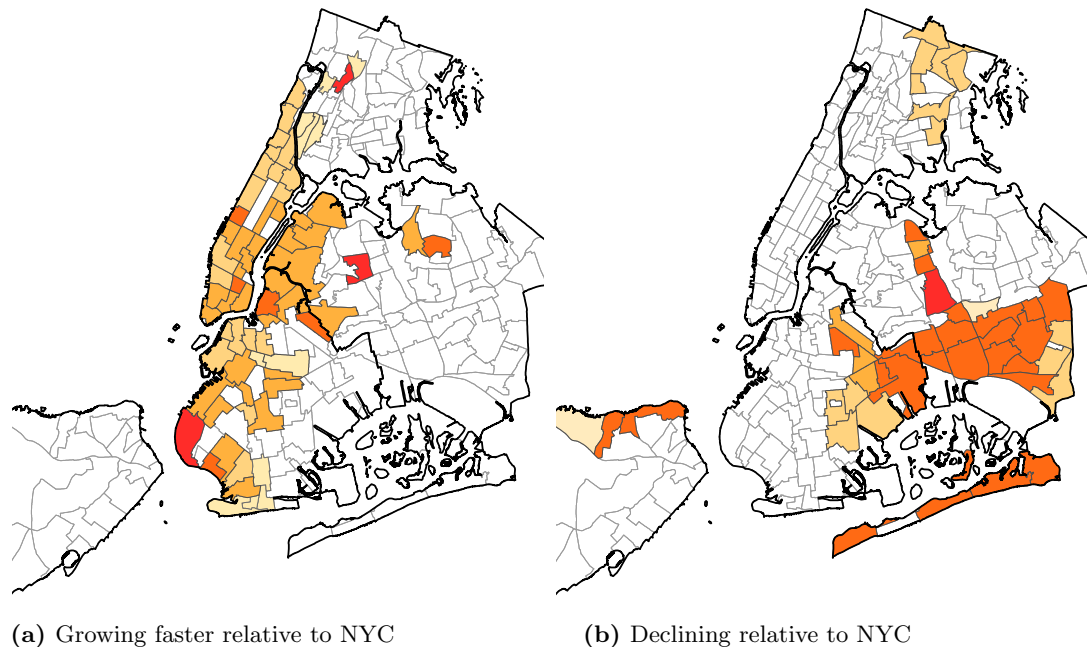 (a) Growing faster relative to NYC
(b) Declining relative to NYC